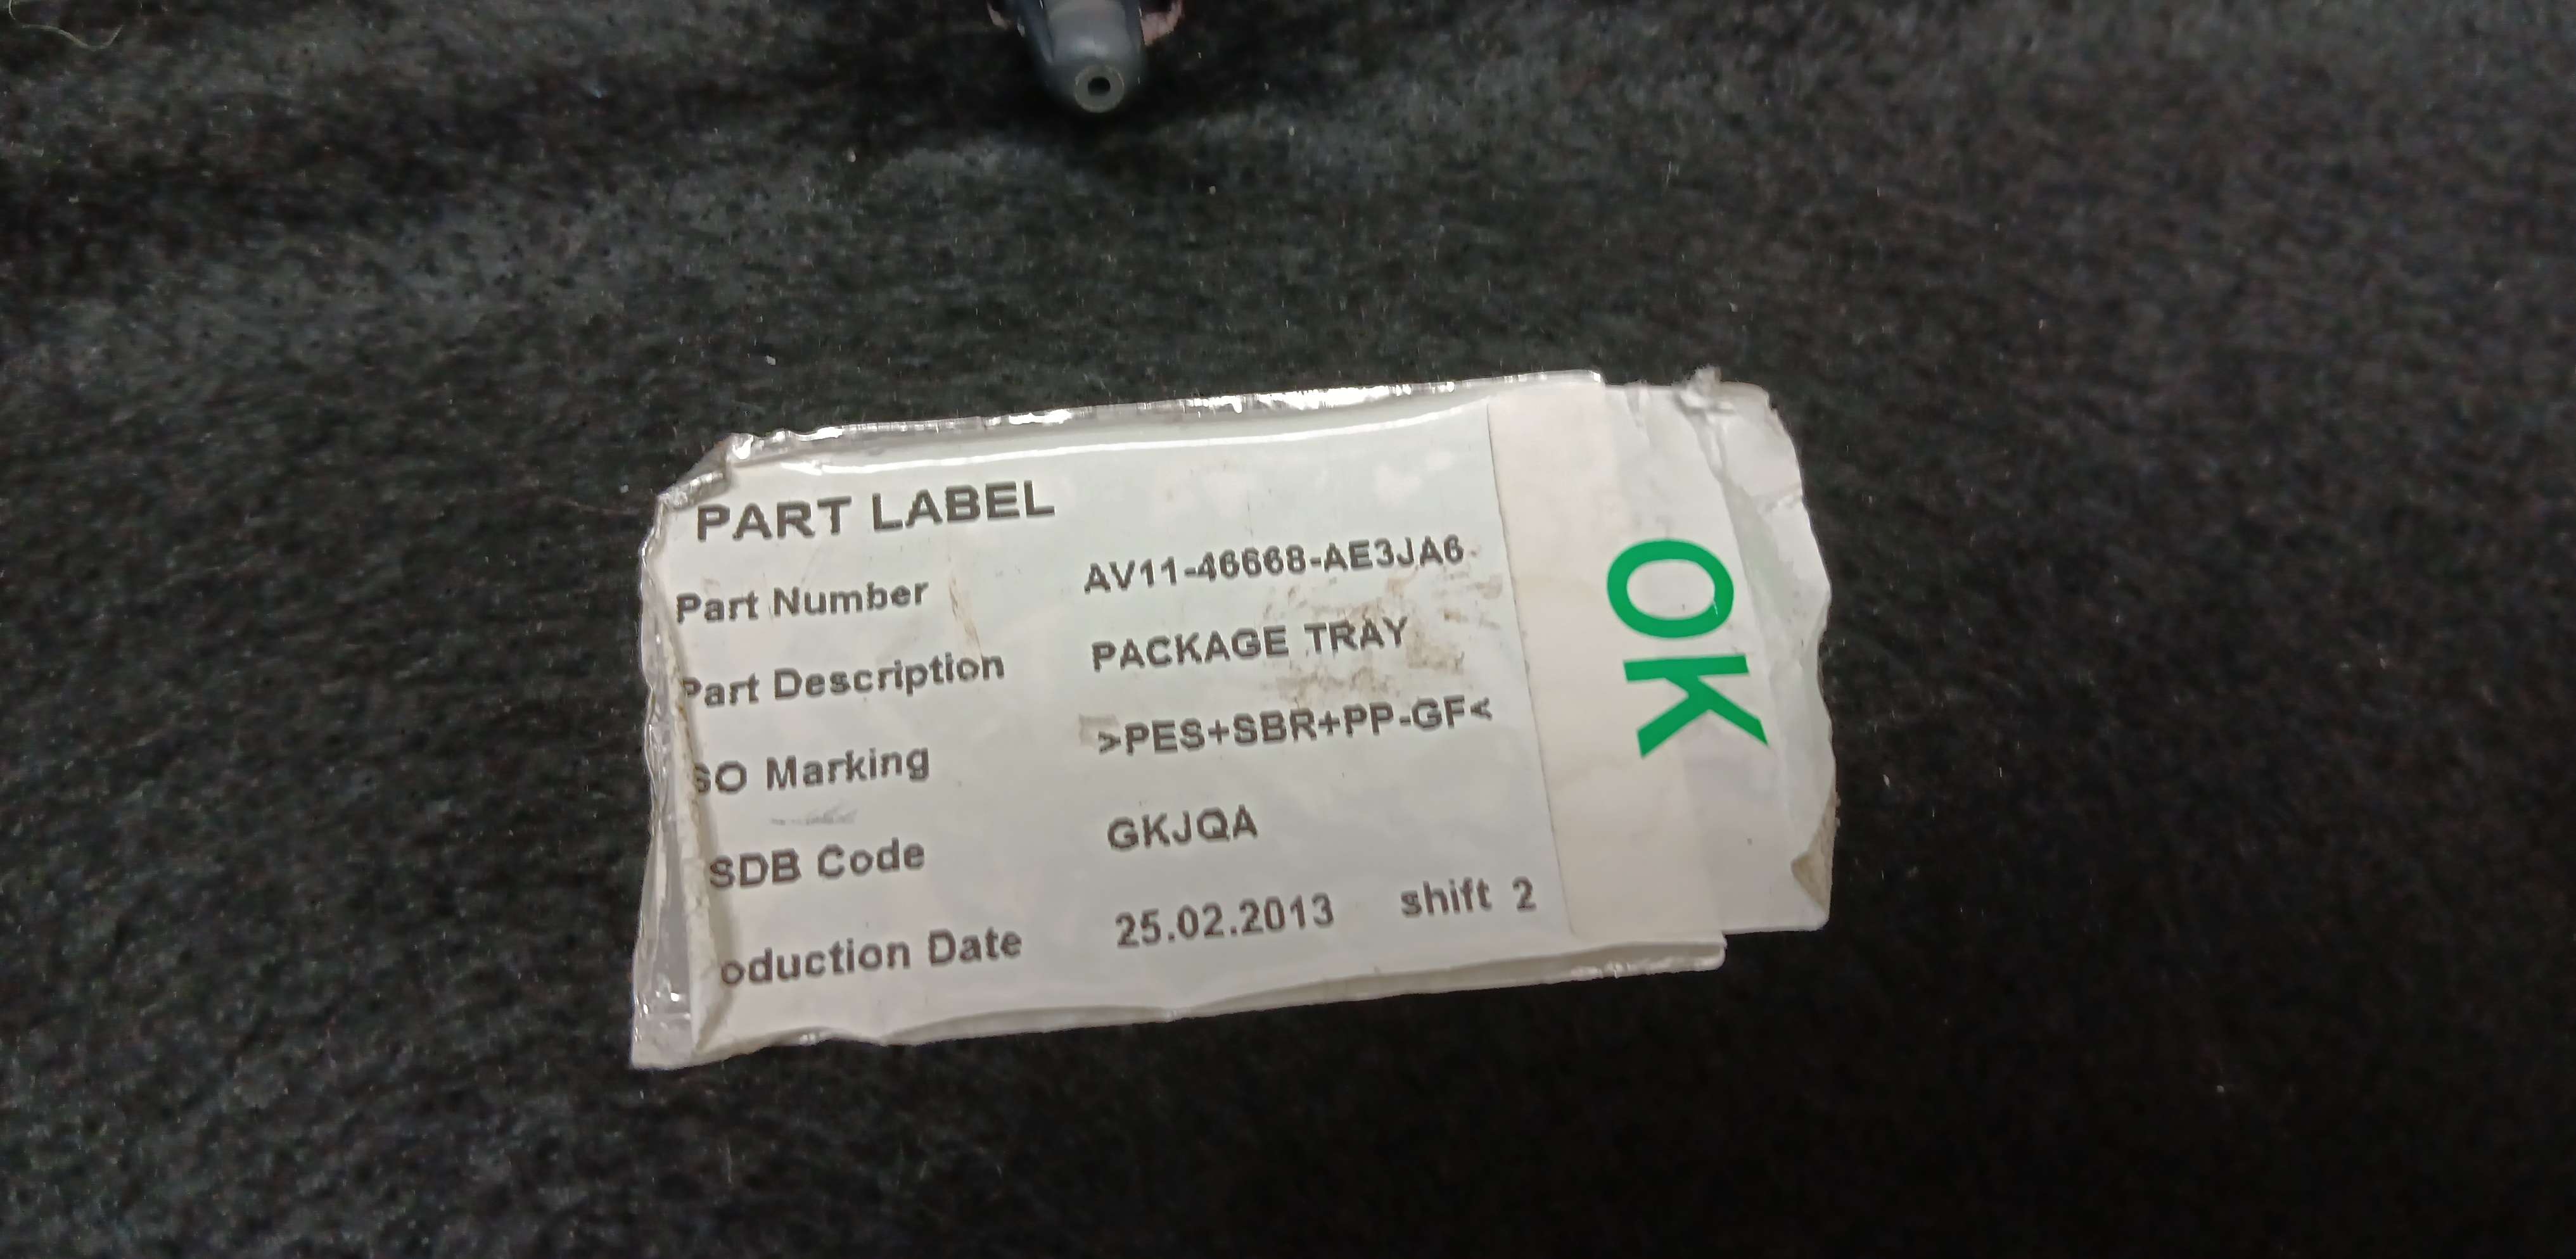 PART LABEL
Part Number AV11-46668-AE3JA6
Part Description PACKAGE TRAY
SO Marking >PES+SBR+PP-GF<
SDB Code GKJQA
oduction Date 25.02.2013 shift 2
OK